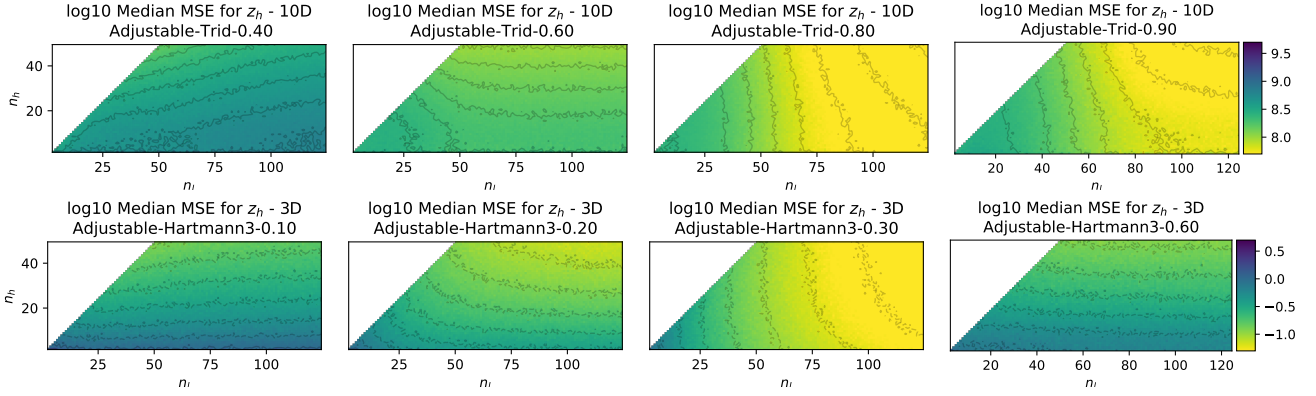 log10 Median MSE for z_h - 10D
Adjustable-Trid-0.40
log10 Median MSE for z_h - 10D
Adjustable-Trid-0.60
log10 Median MSE for z_h - 10D
Adjustable-Trid-0.80
log10 Median MSE for z_h - 10D
Adjustable-Trid-0.90
n_h
40
20
25 50 75 100
n_l
25 50 75 100
n_l
25 50 75 100
n_l
20 40 60 80 100 120
n_l
9.5
9.0
8.5
8.0
log10 Median MSE for z_h - 3D
Adjustable-Hartmann3-0.10
log10 Median MSE for z_h - 3D
Adjustable-Hartmann3-0.20
log10 Median MSE for z_h - 3D
Adjustable-Hartmann3-0.30
log10 Median MSE for z_h - 3D
Adjustable-Hartmann3-0.60
n_h
40
20
25 50 75 100
n_l
25 50 75 100
n_l
25 50 75 100
n_l
20 40 60 80 100 120
n_l
0.5
0.0
−0.5
−1.0